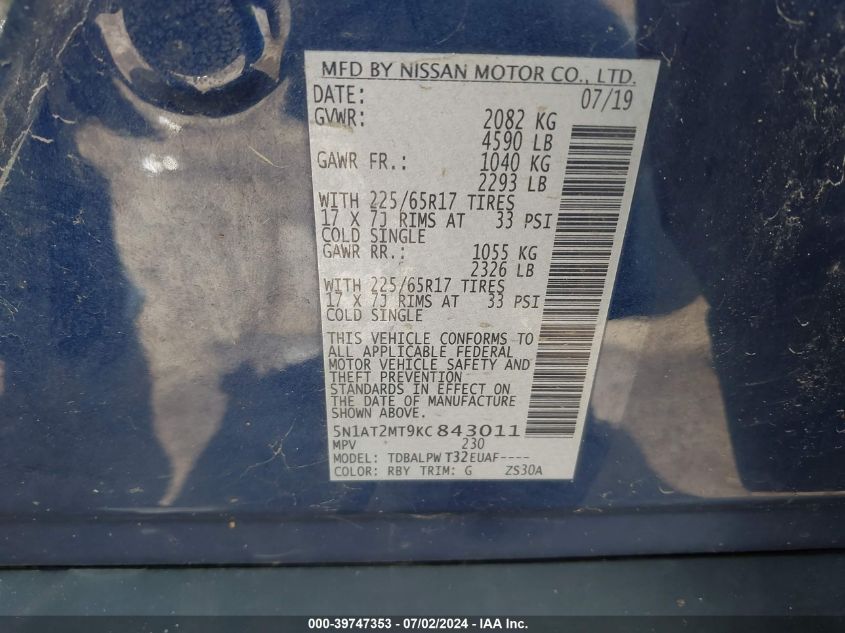 MFD BY NISSAN MOTOR CO., LTD.
DATE: 07/19
GVWR: 2082 KG
4590 LB
GAWR FR.: 1040 KG
2293 LB
WITH 225/65R17 TIRES
17 X 7J RIMS AT 33 PSI
COLD SINGLE
GAWR RR.: 1055 KG
2326 LB
WITH 225/65R17 TIRES
17 X 7J RIMS AT 33 PSI
COLD SINGLE
THIS VEHICLE CONFORMS TO
ALL APPLICABLE FEDERAL
MOTOR VEHICLE SAFETY AND
THEFT PREVENTION
STANDARDS IN EFFECT ON
THE DATE OF MANUFACTURE
SHOWN ABOVE.
5N1AT2MT9KC843011
MPV 230
MODEL: TDBALPW T32EUAF----
COLOR: RBY TRIM: G ZS30A
000-39747353 - 07/02/2024 - IAA Inc.